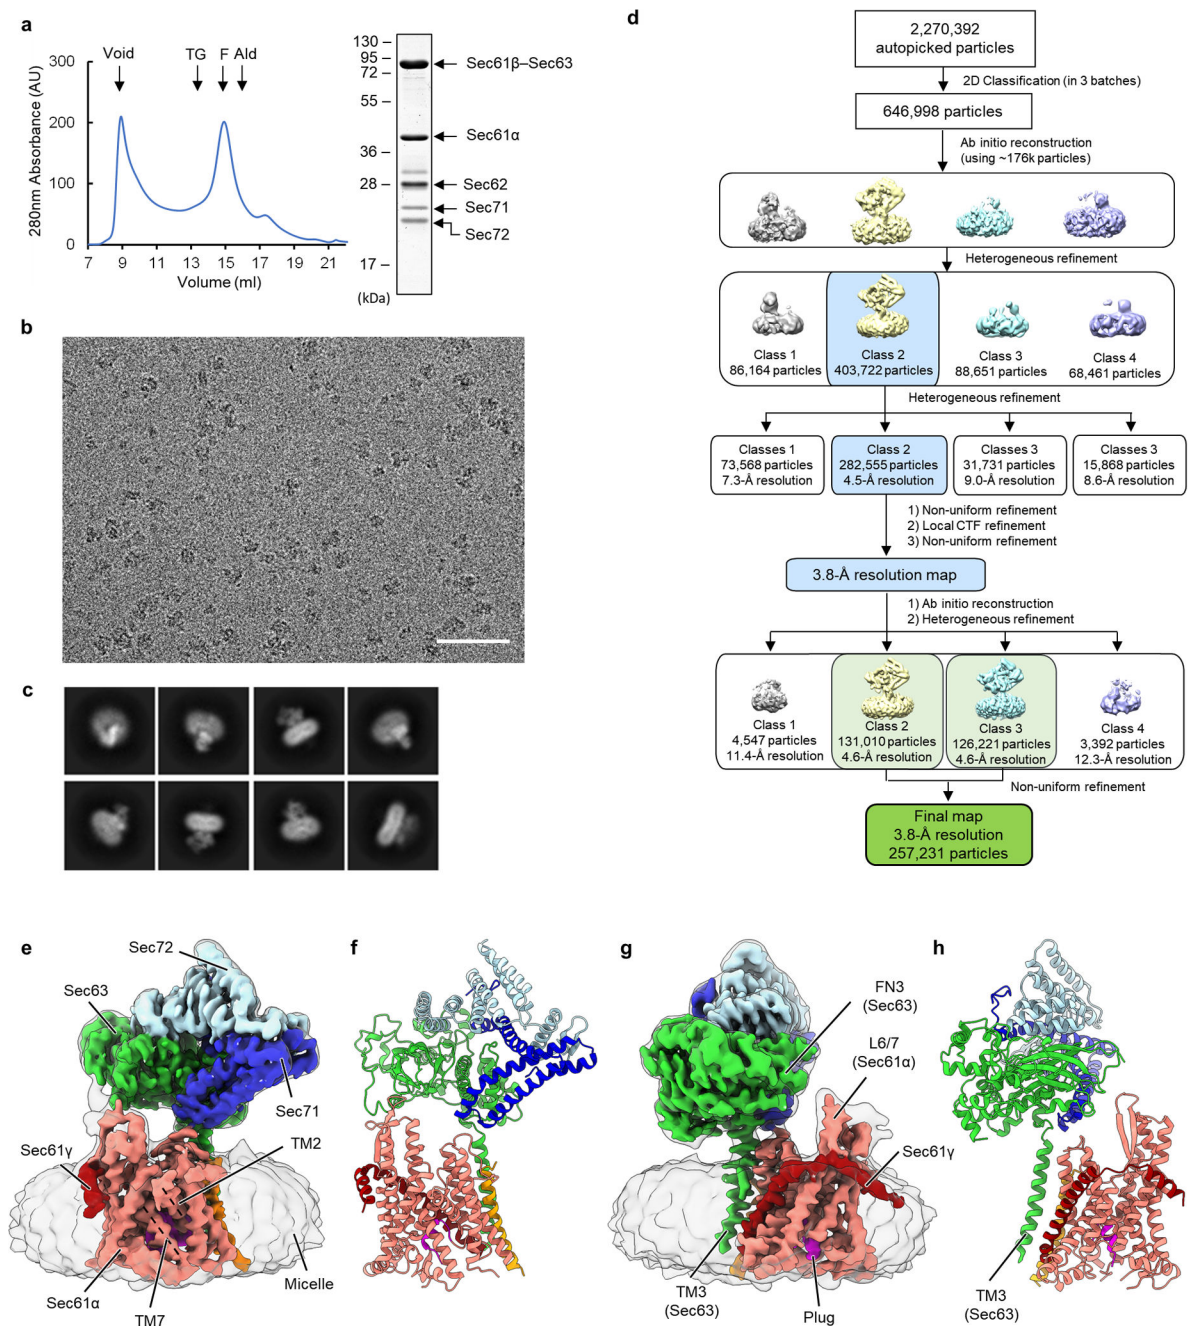 a
Void
TG
F
Ald
300
200
100
0
280nm Absorbance (AU)
7
9
11
13
15
17
19
21
Volume (ml)
130
95
72
55
36
28
17
(kDa)
Sec61β–Sec63
Sec61α
Sec62
Sec71
Sec72
b
c
d
2,270,392
autopicked particles
2D Classification (in 3 batches)
646,998 particles
Ab initio reconstruction
(using ~176k particles)
Heterogeneous refinement
Class 1
86,164 particles
Class 2
403,722 particles
Class 3
88,651 particles
Class 4
68,461 particles
Heterogeneous refinement
Classes 1
73,568 particles
7.3-Å resolution
Class 2
282,555 particles
4.5-Å resolution
Classes 3
31,731 particles
9.0-Å resolution
Classes 3
15,868 particles
8.6-Å resolution
1) Non-uniform refinement
2) Local CTF refinement
3) Non-uniform refinement
3.8-Å resolution map
1) Ab initio reconstruction
2) Heterogeneous refinement
Class 1
4,547 particles
11.4-Å resolution
Class 2
131,010 particles
4.6-Å resolution
Class 3
126,221 particles
4.6-Å resolution
Class 4
3,392 particles
12.3-Å resolution
Non-uniform refinement
Final map
3.8-Å resolution
257,231 particles
e
Sec72
Sec63
Sec71
Sec61γ
TM2
Sec61α
TM7
Micelle
f
g
FN3
(Sec63)
L6/7
(Sec61α)
Sec61γ
TM3
(Sec63)
Plug
h
TM3
(Sec63)